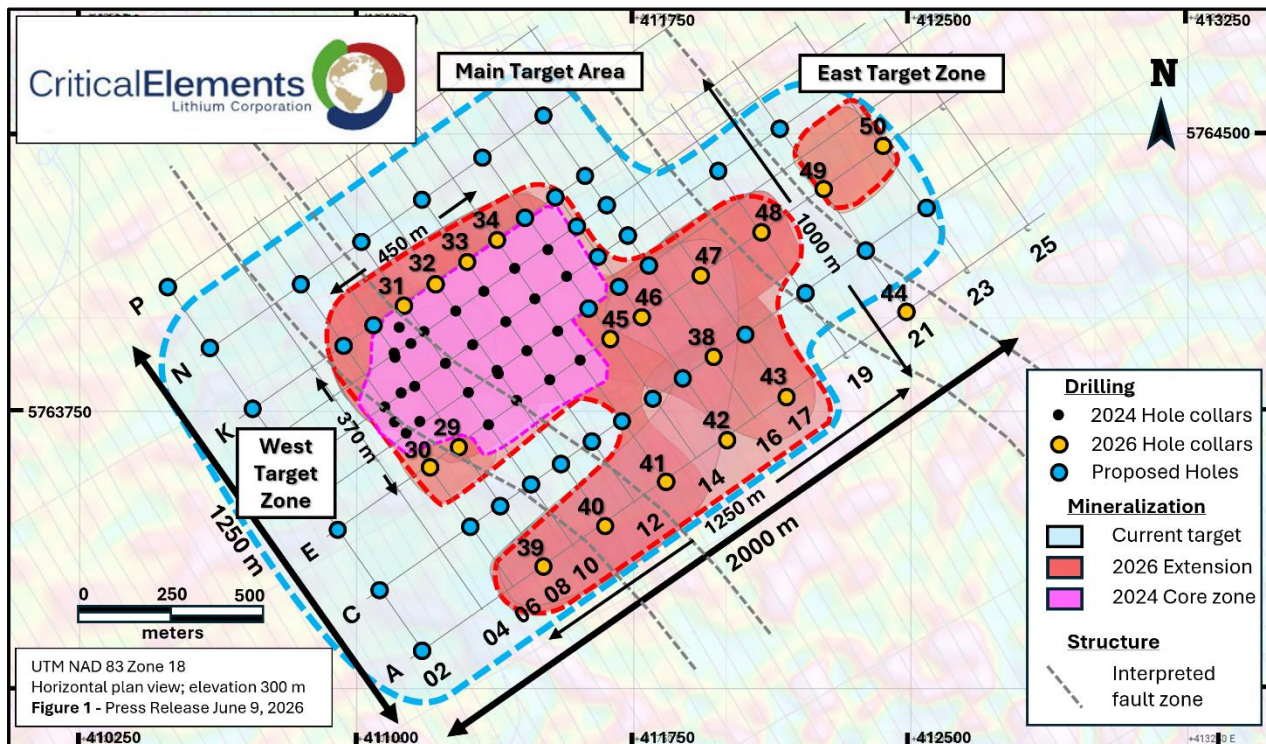 411750
412500
413250
CriticalElements
Lithium Corporation
Main Target Area
East Target Zone
N
5764500
50
49
48
1000 m
47
46
45
44
34
33
32
31
450 m
25
23
21
19
P
N
K
E
C
A
38
43
42
41
40
39
29
30
370 m
5763750
West
Target
Zone
17
16
14
12
10
08
06
04
02
1250 m
1250 m
2000 m
0 250 500
meters
Drilling
2024 Hole collars
2026 Hole collars
Proposed Holes
Mineralization
Current target
2026 Extension
2024 Core zone
Structure
Interpreted
fault zone
UTM NAD 83 Zone 18
Horizontal plan view; elevation 300 m
Figure 1 - Press Release June 9, 2026
410250
411000
411750
412500